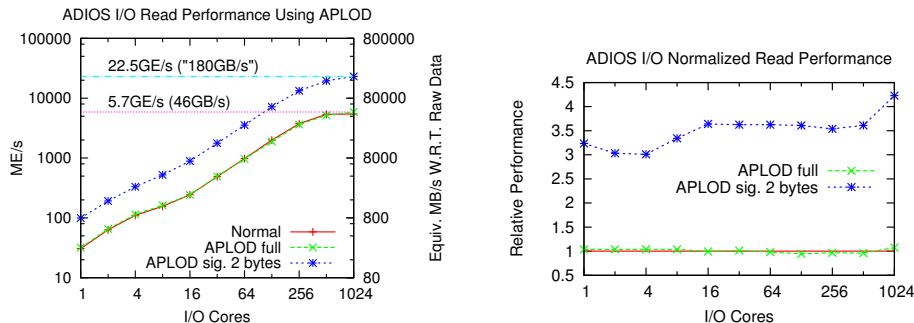 ADIOS I/O Read Performance Using APLOD
100000
10000
1000
100
10
ME/s
22.5GE/s ("180GB/s")
5.7GE/s (46GB/s)
Normal
APLOD full
APLOD sig. 2 bytes
800000
80000
8000
800
80
Equiv. MB/s W.R.T. Raw Data
1 4 16 64 256 1024
I/O Cores
ADIOS I/O Normalized Read Performance
4.5
4
3.5
3
2.5
2
1.5
1
0.5
Relative Performance
APLOD full
APLOD sig. 2 bytes
1 4 16 64 256 1024
I/O Cores